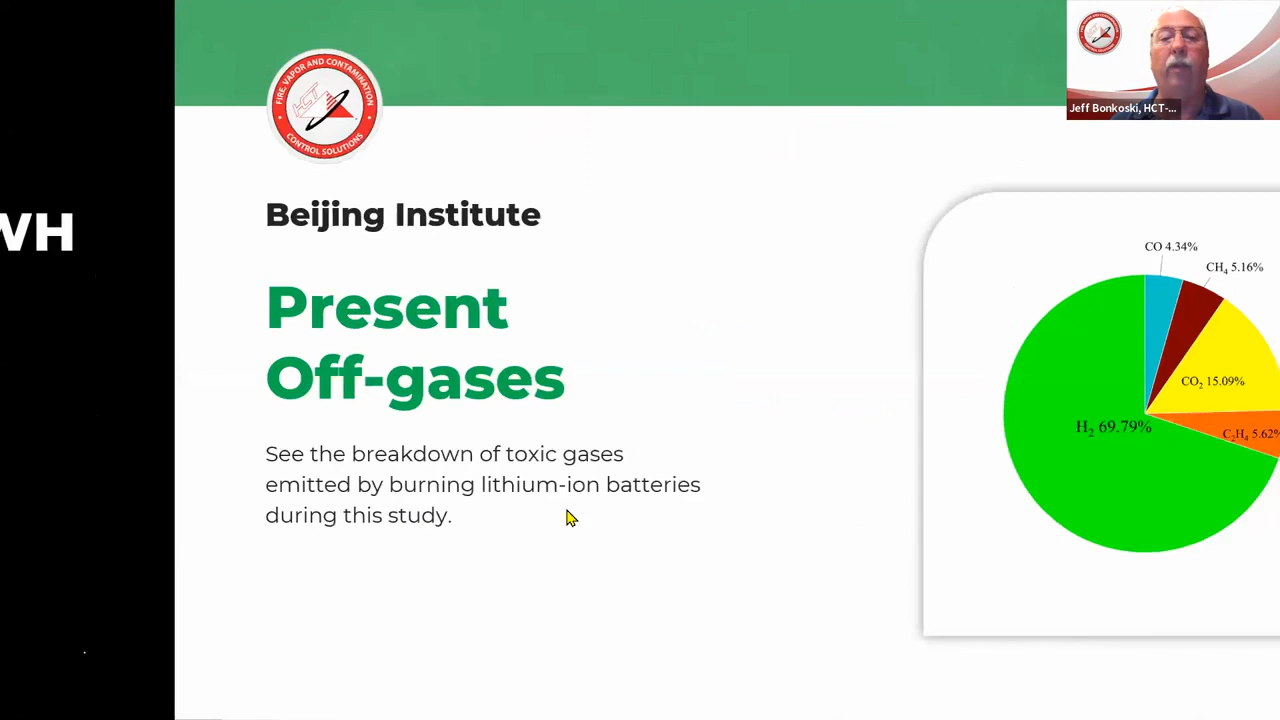 FIRE, VAPOR AND CONTAMINATION
HCT
CONTROL SOLUTIONS
Jeff Bonkoski, HCT-...
WH
Beijing Institute
Present
Off-gases
See the breakdown of toxic gases
emitted by burning lithium-ion batteries
during this study.
CO 4.34%
CH₄ 5.16%
CO₂ 15.09%
C₂H₄ 5.62%
H₂ 69.79%